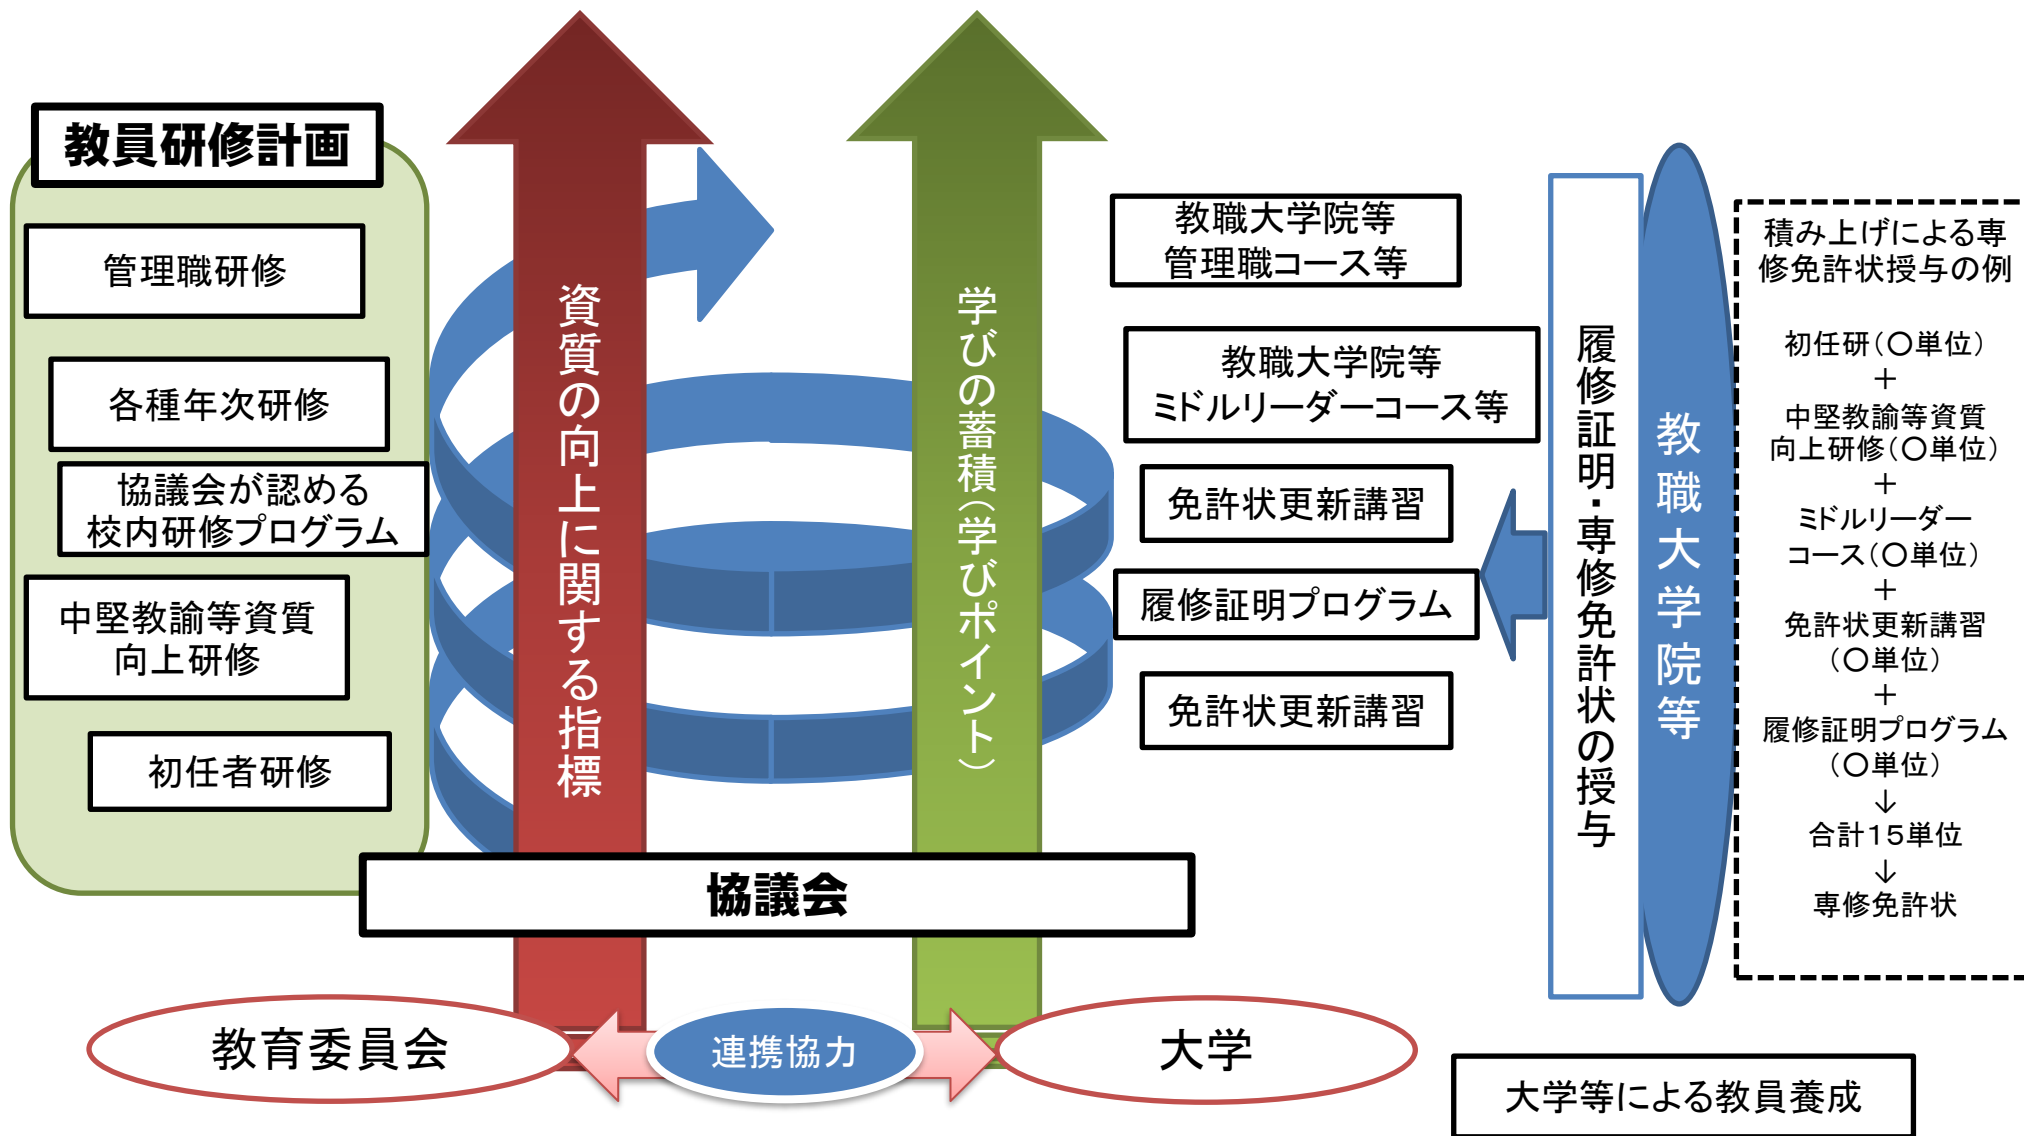 教員研修計画
管理職研修
各種年次研修
協議会が認める
校内研修プログラム
中堅教諭等資質
向上研修
初任者研修
資質の向上に関する指標
学びの蓄積(学びポイント)
教職大学院等
管理職コース等
教職大学院等
ミドルリーダーコース等
免許状更新講習
履修証明プログラム
免許状更新講習
履修証明・専修免許状の授与
教職大学院等
積み上げによる専
修免許状授与の例
初任研(○単位)
+
中堅教諭等資質
向上研修(○単位)
+
ミドルリーダー
コース(○単位)
+
免許状更新講習
(○単位)
+
履修証明プログラム
(○単位)
↓
合計15単位
↓
専修免許状
協議会
教育委員会
連携協力
大学
大学等による教員養成